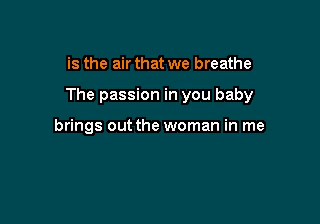 is the air that we breathe
The passion in you baby
brings out the woman in me